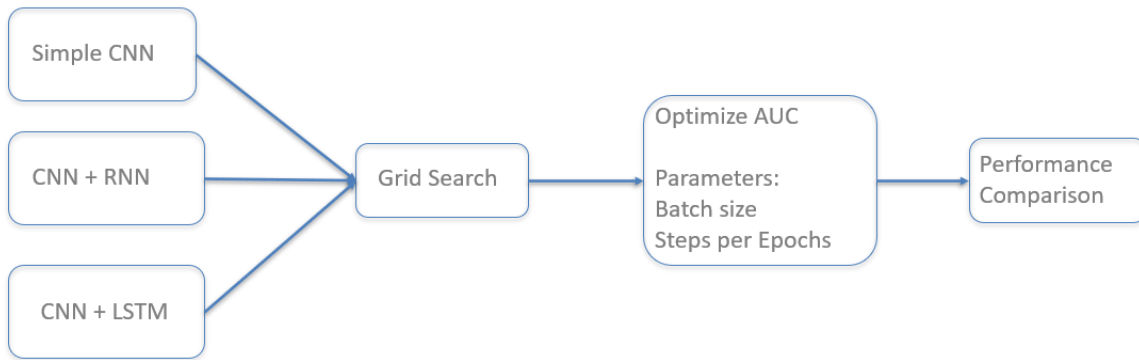 Simple CNN
CNN + RNN
CNN + LSTM
Grid Search
Optimize AUC
Parameters:
Batch size
Steps per Epochs
Performance
Comparison